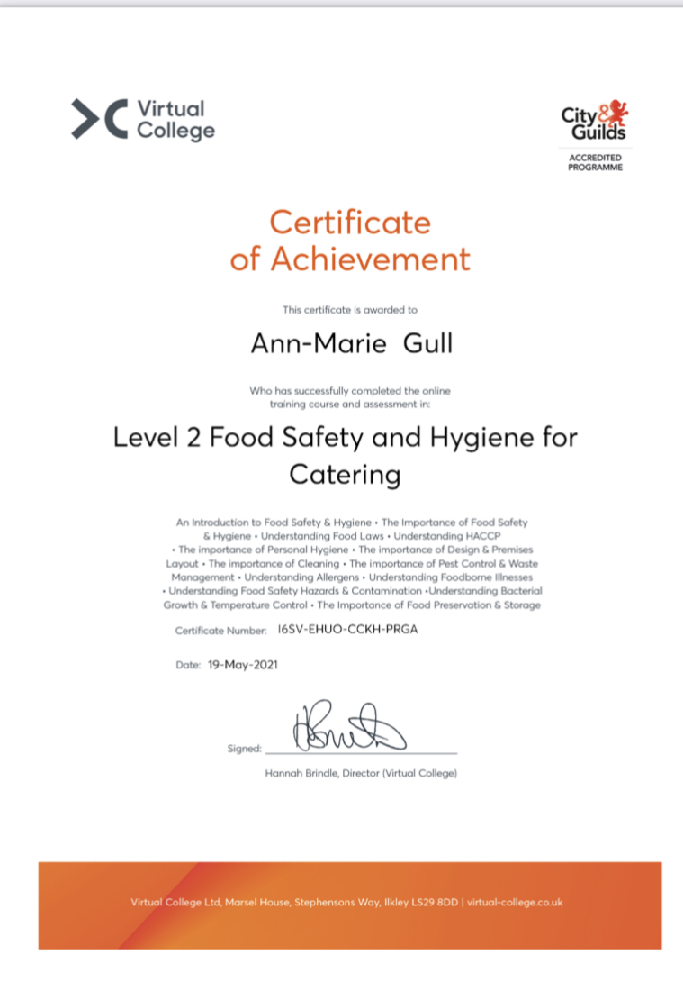 Virtual
College
City&
Guilds
ACCREDITED
PROGRAMME
Certificate
of Achievement
This certificate is awarded to
Ann-Marie Gull
Who has successfully completed the online
training course and assessment in:
Level 2 Food Safety and Hygiene for
Catering
An Introduction to Food Safety & Hygiene • The Importance of Food Safety
& Hygiene • Understanding Food Laws • Understanding HACCP
• The importance of Personal Hygiene • The importance of Design & Premises
Layout • The importance of Cleaning • The importance of Pest Control & Waste
Management • Understanding Allergens • Understanding Foodborne Illnesses
• Understanding Food Safety Hazards & Contamination •Understanding Bacterial
Growth & Temperature Control • The Importance of Food Preservation & Storage
Certificate Number: I6SV-EHUO-CCKH-PRGA
Date: 19-May-2021
Signed:
Hannah Brindle, Director (Virtual College)
Virtual College Ltd, Marsel House, Stephensons Way, Ilkley LS29 8DD | virtual-college.co.uk